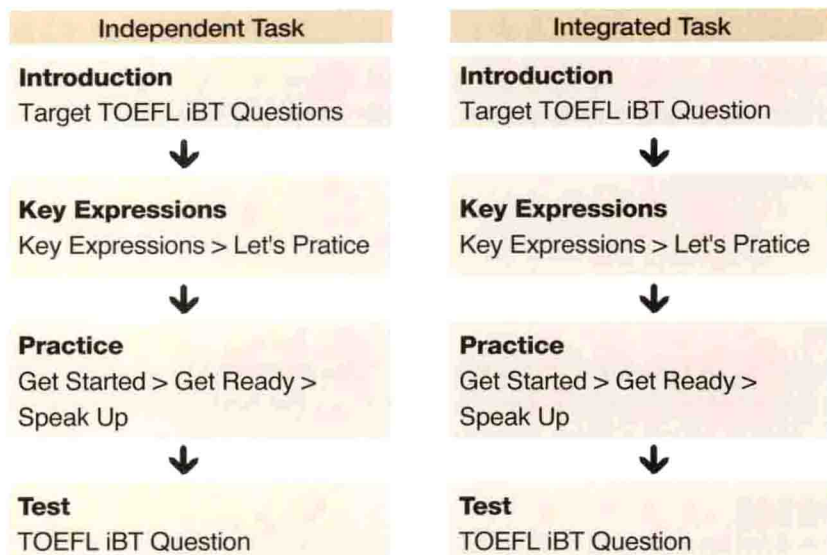 Independent Task
Introduction
Target TOEFL iBT Questions
Key Expressions
Key Expressions > Let's Pratice
Practice
Get Started > Get Ready >
Speak Up
Test
TOEFL iBT Question
Integrated Task
Introduction
Target TOEFL iBT Question
Key Expressions
Key Expressions > Let's Pratice
Practice
Get Started > Get Ready >
Speak Up
Test
TOEFL iBT Question